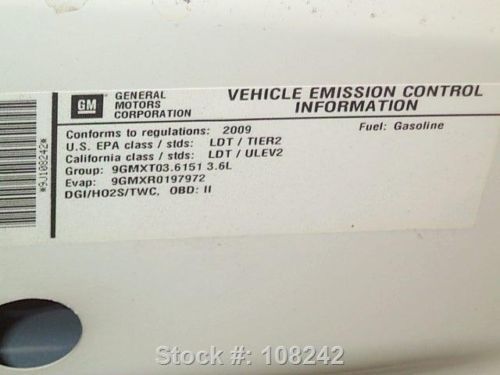 GM GENERAL MOTORS CORPORATION
VEHICLE EMISSION CONTROL
INFORMATION
Conforms to regulations: 2009
Fuel: Gasoline
U.S. EPA class / stds: LDT / TIER2
California class / stds: LDT / ULEV2
Group: 9GMXT03.6151 3.6L
Evap: 9GMXR0197972
DGI/HO2S/TWC, OBD: II
*9J108242*
Stock #: 108242